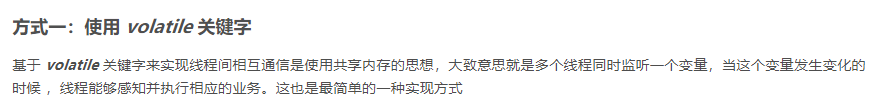 方式一：使用 volatile 关键字
基于 volatile 关键字来实现线程间相互通信是使用共享内存的思想，大致意思就是多个线程同时监听一个变量，当这个变量发生变化的
时候 ，线程能够感知并执行相应的业务。这也是最简单的一种实现方式